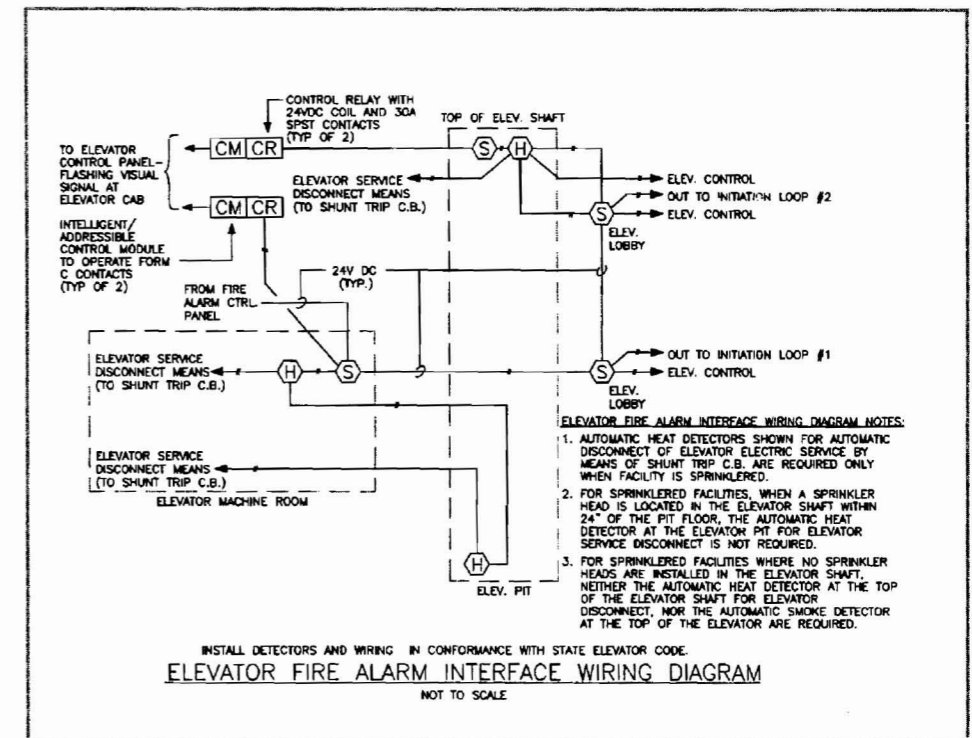 CONTROL RELAY WITH
24VDC COIL AND 30A
SPST CONTACTS
(TYP OF 2)
TOP OF ELEV. SHAFT
TO ELEVATOR
CONTROL PANEL-
FLASHING VISUAL
SIGNAL AT
ELEVATOR CAB
CM CR
CM CR
S
H
ELEVATOR SERVICE
DISCONNECT MEANS
(TO SHUNT TRIP C.B.)
ELEV. CONTROL
OUT TO INITIATION LOOP #2
ELEV. CONTROL
S
ELEV.
LOBBY
INTELLIGENT/
ADDRESSIBLE
CONTROL MODULE
TO OPERATE FORM
C CONTACTS
(TYP OF 2)
24V DC
(TYP.)
FROM FIRE
ALARM CTRL
PANEL
ELEVATOR SERVICE
DISCONNECT MEANS
(TO SHUNT TRIP C.B.)
H
S
S
OUT TO INITIATION LOOP #1
ELEV. CONTROL
ELEV.
LOBBY
ELEVATOR SERVICE
DISCONNECT MEANS
(TO SHUNT TRIP C.B.)
ELEVATOR MACHINE ROOM
H
ELEV. PIT
ELEVATOR FIRE ALARM INTERFACE WIRING DIAGRAM NOTES:
1. AUTOMATIC HEAT DETECTORS SHOWN FOR AUTOMATIC
DISCONNECT OF ELEVATOR ELECTRIC SERVICE BY
MEANS OF SHUNT TRIP C.B. ARE REQUIRED ONLY
WHEN FACILITY IS SPRINKLERED.
2. FOR SPRINKLERED FACILITIES, WHEN A SPRINKLER
HEAD IS LOCATED IN THE ELEVATOR SHAFT WITHIN
24" OF THE PIT FLOOR, THE AUTOMATIC HEAT
DETECTOR AT THE ELEVATOR PIT FOR ELEVATOR
SERVICE DISCONNECT IS NOT REQUIRED.
3. FOR SPRINKLERED FACILITIES WHERE NO SPRINKLER
HEADS ARE INSTALLED IN THE ELEVATOR SHAFT,
NEITHER THE AUTOMATIC HEAT DETECTOR AT THE TOP
OF THE ELEVATOR SHAFT FOR ELEVATOR
DISCONNECT, NOR THE AUTOMATIC SMOKE DETECTOR
AT THE TOP OF THE ELEVATOR ARE REQUIRED.
INSTALL DETECTORS AND WIRING IN CONFORMANCE WITH STATE ELEVATOR CODE.
ELEVATOR FIRE ALARM INTERFACE WIRING DIAGRAM
NOT TO SCALE